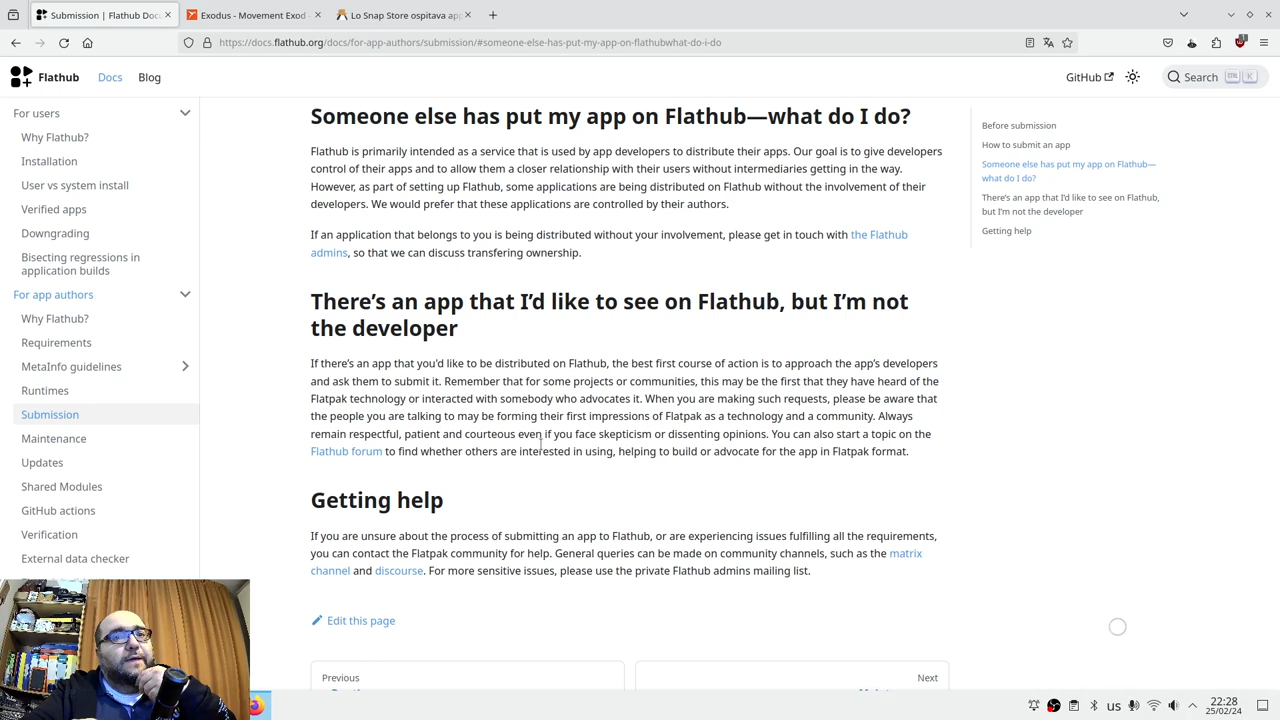 Submission | Flathub Docu
Exodus - Movement Exod
Lo Snap Store ospitava app
https://docs.flathub.org/docs/for-app-authors/submission/#someone-else-has-put-my-app-on-flathubwhat-do-i-do
Flathub
Docs
Blog
GitHub
Search
K
For users
Why Flathub?
Installation
User vs system install
Verified apps
Downgrading
Bisecting regressions in
application builds
For app authors
Why Flathub?
Requirements
MetaInfo guidelines
Runtimes
Submission
Maintenance
Updates
Shared Modules
GitHub actions
Verification
External data checker
Someone else has put my app on Flathub—what do I do?
Flathub is primarily intended as a service that is used by app developers to distribute their apps. Our goal is to give developers
control of their apps and to allow them a closer relationship with their users without intermediaries getting in the way.
However, as part of setting up Flathub, some applications are being distributed on Flathub without the involvement of their
developers. We would prefer that these applications are controlled by their authors.
If an application that belongs to you is being distributed without your involvement, please get in touch with the Flathub
admins, so that we can discuss transfering ownership.
There's an app that I'd like to see on Flathub, but I'm not
the developer
If there's an app that you'd like to be distributed on Flathub, the best first course of action is to approach the app's developers
and ask them to submit it. Remember that for some projects or communities, this may be the first that they have heard of the
Flatpak technology or interacted with somebody who advocates it. When you are making such requests, please be aware that
the people you are talking to may be forming their first impressions of Flatpak as a technology and a community. Always
remain respectful, patient and courteous even if you face skepticism or dissenting opinions. You can also start a topic on the
Flathub forum to find whether others are interested in using, helping to build or advocate for the app in Flatpak format.
Getting help
If you are unsure about the process of submitting an app to Flathub, or are experiencing issues fulfilling all the requirements,
you can contact the Flatpak community for help. General queries can be made on community channels, such as the matrix
channel and discourse. For more sensitive issues, please use the private Flathub admins mailing list.
Edit this page
Previous
Next
Before submission
How to submit an app
Someone else has put my app on Flathub—
what do I do?
There's an app that I'd like to see on Flathub,
but I'm not the developer
Getting help
us
22:28
25/02/24